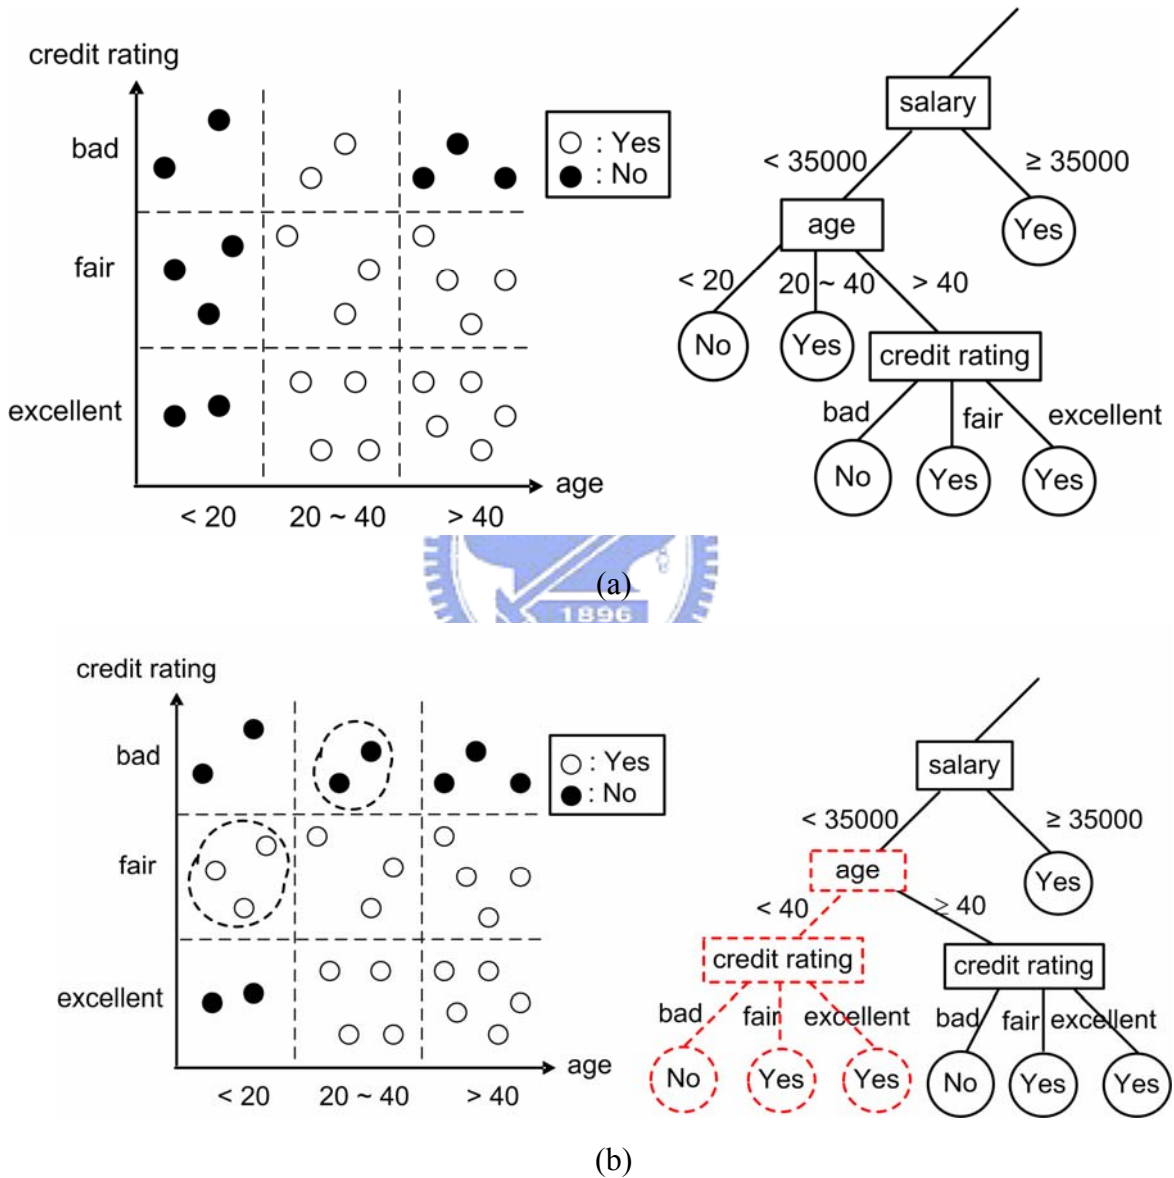 credit rating
bad
fair
excellent
< 20
20 ~ 40
> 40
age
: Yes
: No
salary
< 35000
≥ 35000
age
Yes
< 20
20 ~ 40
> 40
No
Yes
credit rating
bad
fair
excellent
No
Yes
Yes
1896
(a)
credit rating
bad
fair
excellent
< 20
20 ~ 40
> 40
age
: Yes
: No
salary
< 35000
≥ 35000
age
Yes
< 40
≥ 40
credit rating
credit rating
bad
fair
excellent
bad
fair
excellent
No
Yes
Yes
No
Yes
Yes
(b)